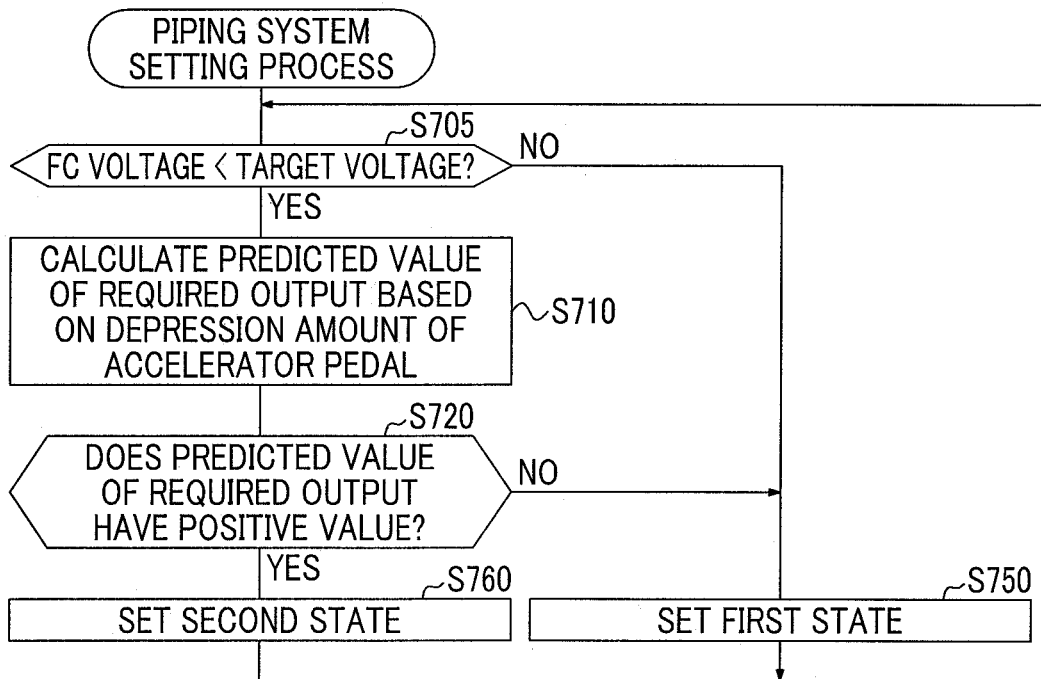 PIPING SYSTEM
SETTING PROCESS
S705
FC VOLTAGE < TARGET VOLTAGE?
NO
YES
CALCULATE PREDICTED VALUE
OF REQUIRED OUTPUT BASED
ON DEPRESSION AMOUNT OF
ACCELERATOR PEDAL
S710
S720
DOES PREDICTED VALUE
OF REQUIRED OUTPUT
HAVE POSITIVE VALUE?
NO
YES
S760
SET SECOND STATE
S750
SET FIRST STATE